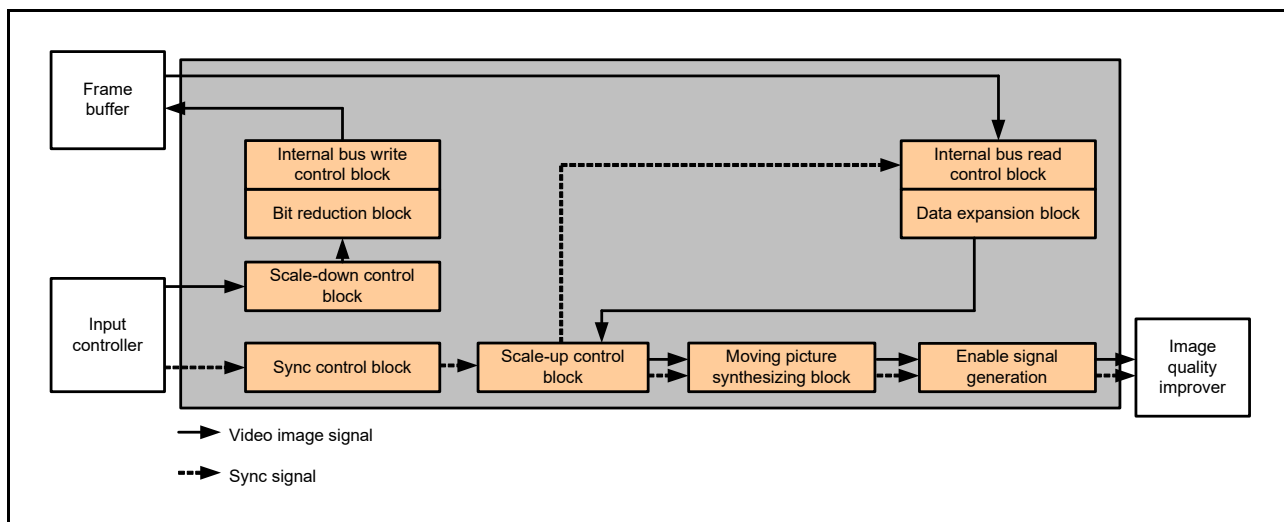 Frame
buffer
Internal bus write
control block
Bit reduction block
Internal bus read
control block
Data expansion block
Scale-down control
block
Input
controller
Sync control block
Scale-up control
block
Moving picture
synthesizing block
Enable signal
generation
Image
quality
improver
Video image signal
Sync signal